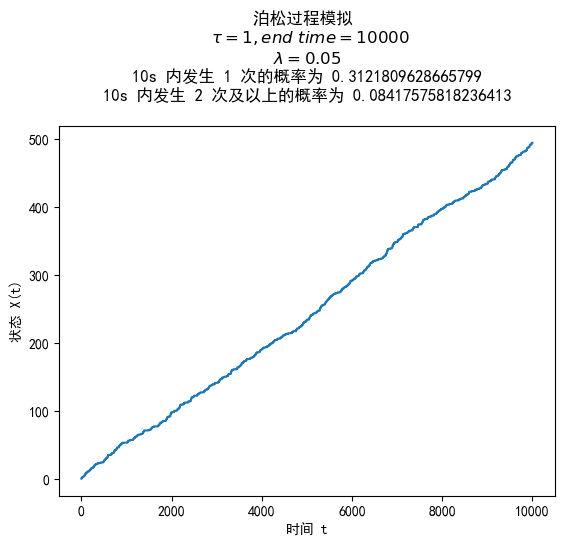 泊松过程模拟
τ = 1, end time = 10000
λ = 0.05
10s 内发生 1 次的概率为 0.3121809628665799
10s 内发生 2 次及以上的概率为 0.08417575818236413
500
400
300
200
100
0
状态 X(t)
0 2000 4000 6000 8000 10000
时间 t